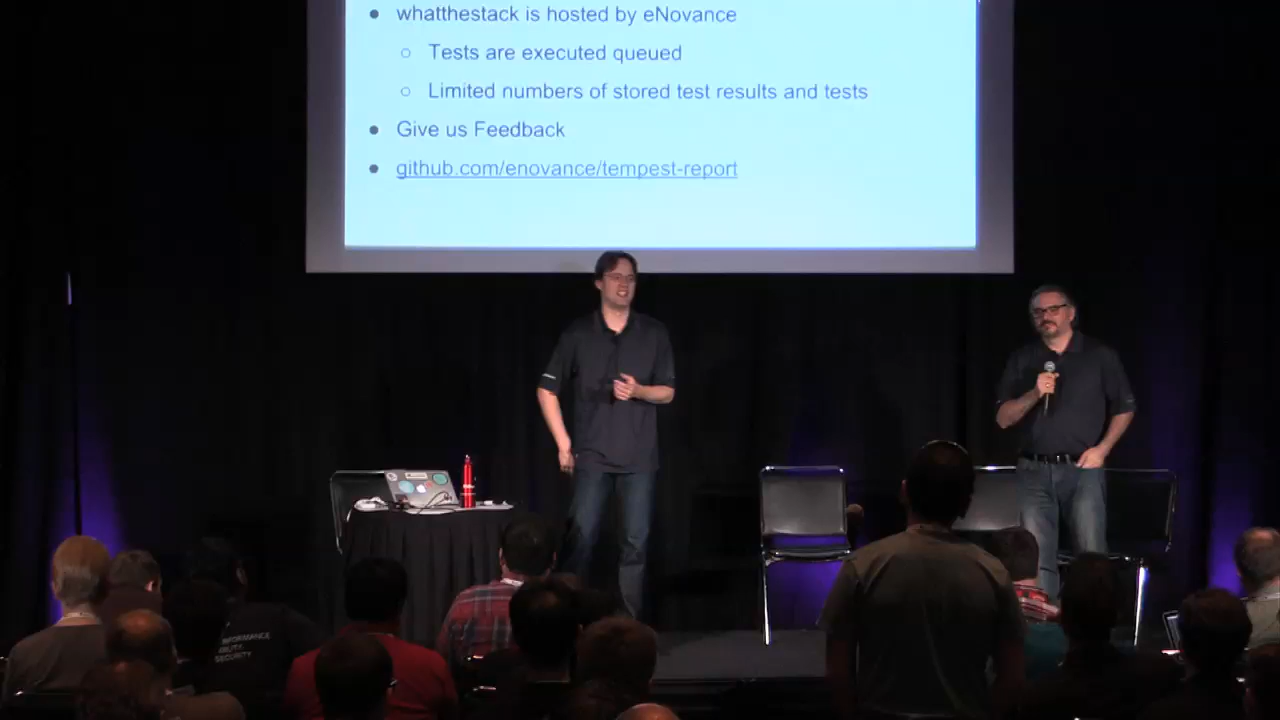 whatthestack is hosted by eNovance
Tests are executed queued
Limited numbers of stored test results and tests
Give us Feedback
github.com/enovance/tempest-report
SECURITY